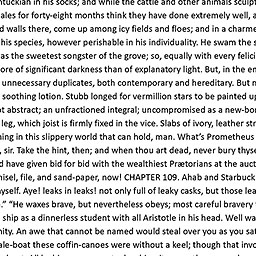 ntuckian in his socks; and while the cattle and other animals sculpt
ales for forty-eight months think they have done extremely well, a
d walls there, come up among icy fields and floes; and in a charme
his species, however perishable in his individuality. He swam the s
as the sweetest songster of the grove; so, equally with every felici
ore of significant darkness than of explanatory light. But, in the en
unnecessary duplicates, both contemporary and hereditary. But n
soothing lotion. Stubb longed for vermillion stars to be painted up
ot abstract; an unfractioned integral; uncompromised as a new-bor
leg, which joist is firmly fixed in the vice. Slabs of ivory, leather str
ning in this slippery world that can hold, man. What's Prometheus
, sir. Take the hint, then; and when thou art dead, never bury thyse
d have given bid for bid with the wealthiest Prætorians at the auct
hisel, file, and sand-paper, now! CHAPTER 109. Ahab and Starbuck
yself. Aye! leaks in leaks! not only full of leaky casks, but those lea
." "He waxes brave, but nevertheless obeys; most careful bravery
ship as a dinnerless student with all Aristotle in his head. Well wa
nity. An awe that cannot be named would steal over you as you sat
ale-boat these coffin-canoes were without a keel; though that invo